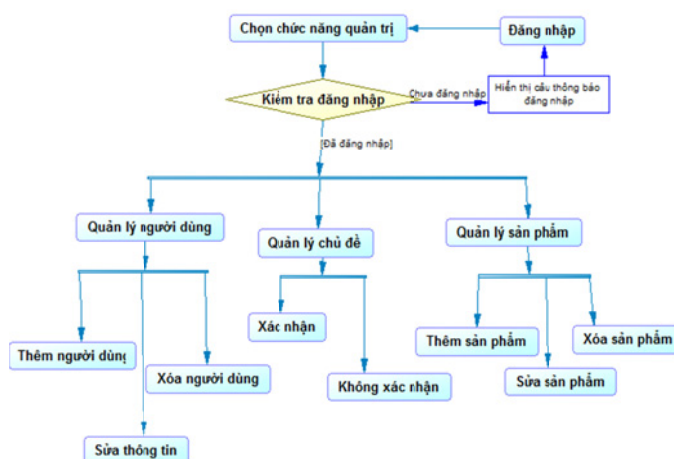 Chọn chức năng quản trị
Đăng nhập
Kiểm tra đăng nhập
Chưa đăng nhập
Hiển thị câu thông báo
đăng nhập
[Đã đăng nhập]
Quản lý người dùng
Quản lý chủ đề
Quản lý sản phẩm
Thêm người dùng
Xóa người dùng
Sửa thông tin
Xác nhận
Không xác nhận
Thêm sản phẩm
Sửa sản phẩm
Xóa sản phẩm